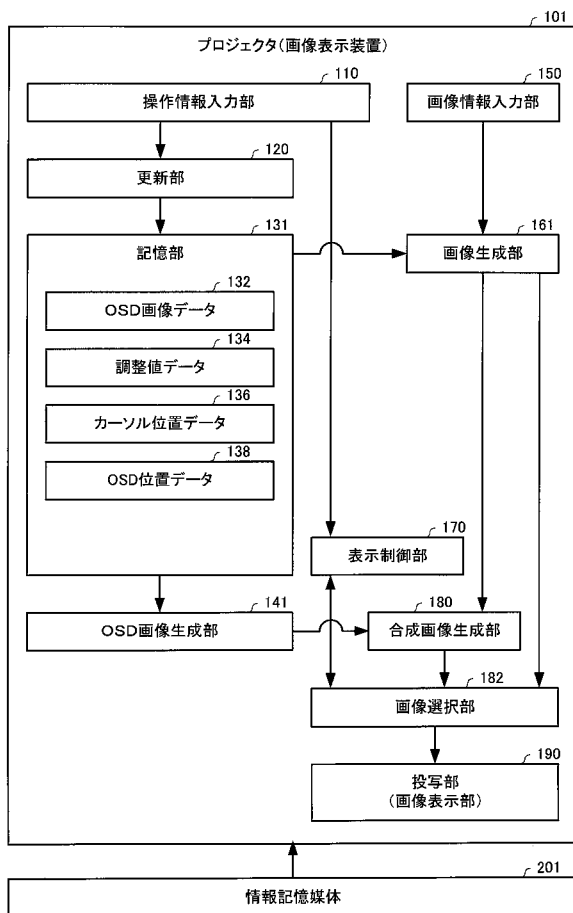 101
プロジェクタ(画像表示装置)
110
操作情報入力部
150
画像情報入力部
120
更新部
131
記憶部
161
画像生成部
132
OSD画像データ
134
調整値データ
136
カーソル位置データ
138
OSD位置データ
170
表示制御部
141
OSD画像生成部
180
合成画像生成部
182
画像選択部
190
投写部
(画像表示部)
201
情報記憶媒体